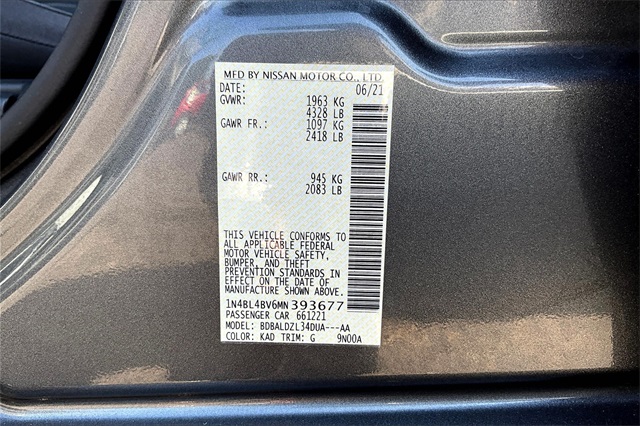 MFD BY NISSAN MOTOR CO., LTD.
DATE: 06/21
GVWR: 1963 KG
4328 LB
GAWR FR.: 1097 KG
2418 LB
GAWR RR.: 945 KG
2083 LB
THIS VEHICLE CONFORMS TO
ALL APPLICABLE FEDERAL
MOTOR VEHICLE SAFETY,
BUMPER, AND THEFT
PREVENTION STANDARDS IN
EFFECT ON THE DATE OF
MANUFACTURE SHOWN ABOVE.
1N4BL4BV6MN393677
PASSENGER CAR 661221
MODEL: BDBALDZL34DUA---AA
COLOR: KAD TRIM: G 9N00A